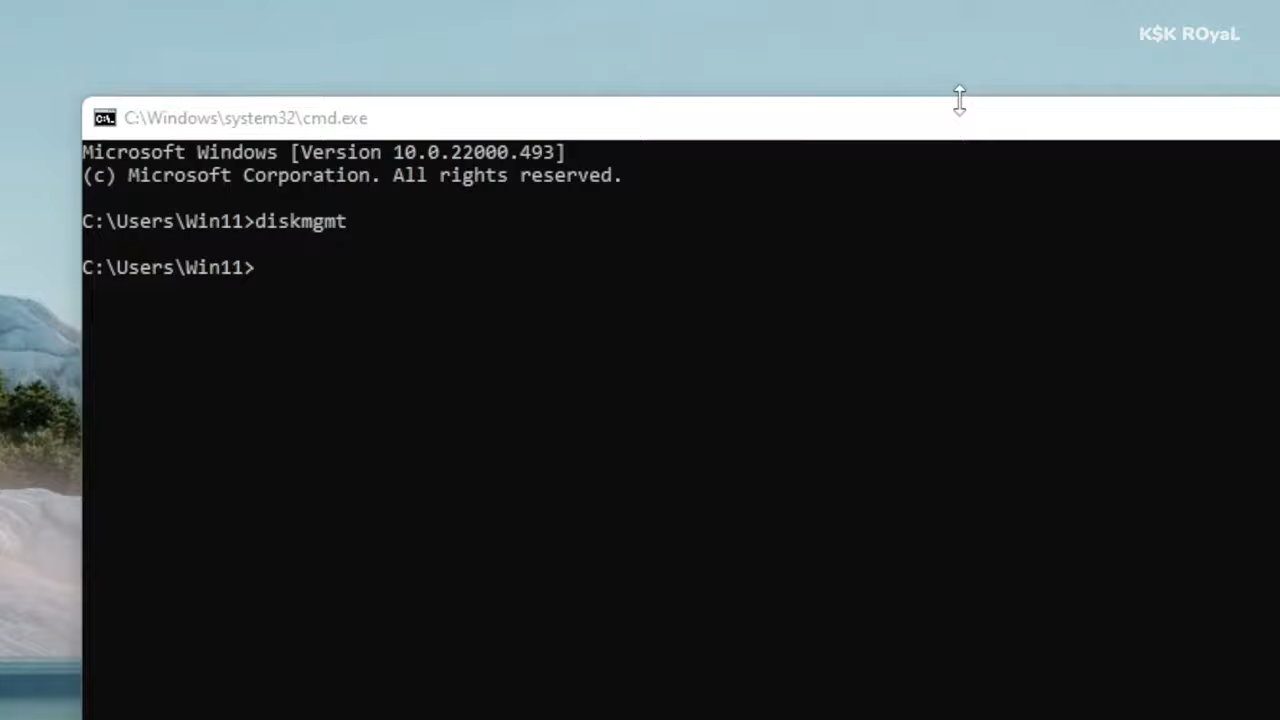 K$K ROyaL
C:\Windows\system32\cmd.exe
Microsoft Windows [Version 10.0.22000.493]
(c) Microsoft Corporation. All rights reserved.
C:\Users\Win11>diskmgmt
C:\Users\Win11>